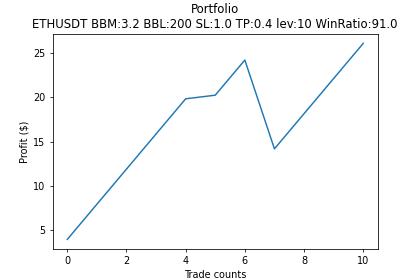 Portfolio
ETHUSDT BBM:3.2 BBL:200 SL:1.0 TP:0.4 lev:10 WinRatio:91.0
25
20
15
10
5
Profit ($)
0
2
4
6
8
10
Trade counts